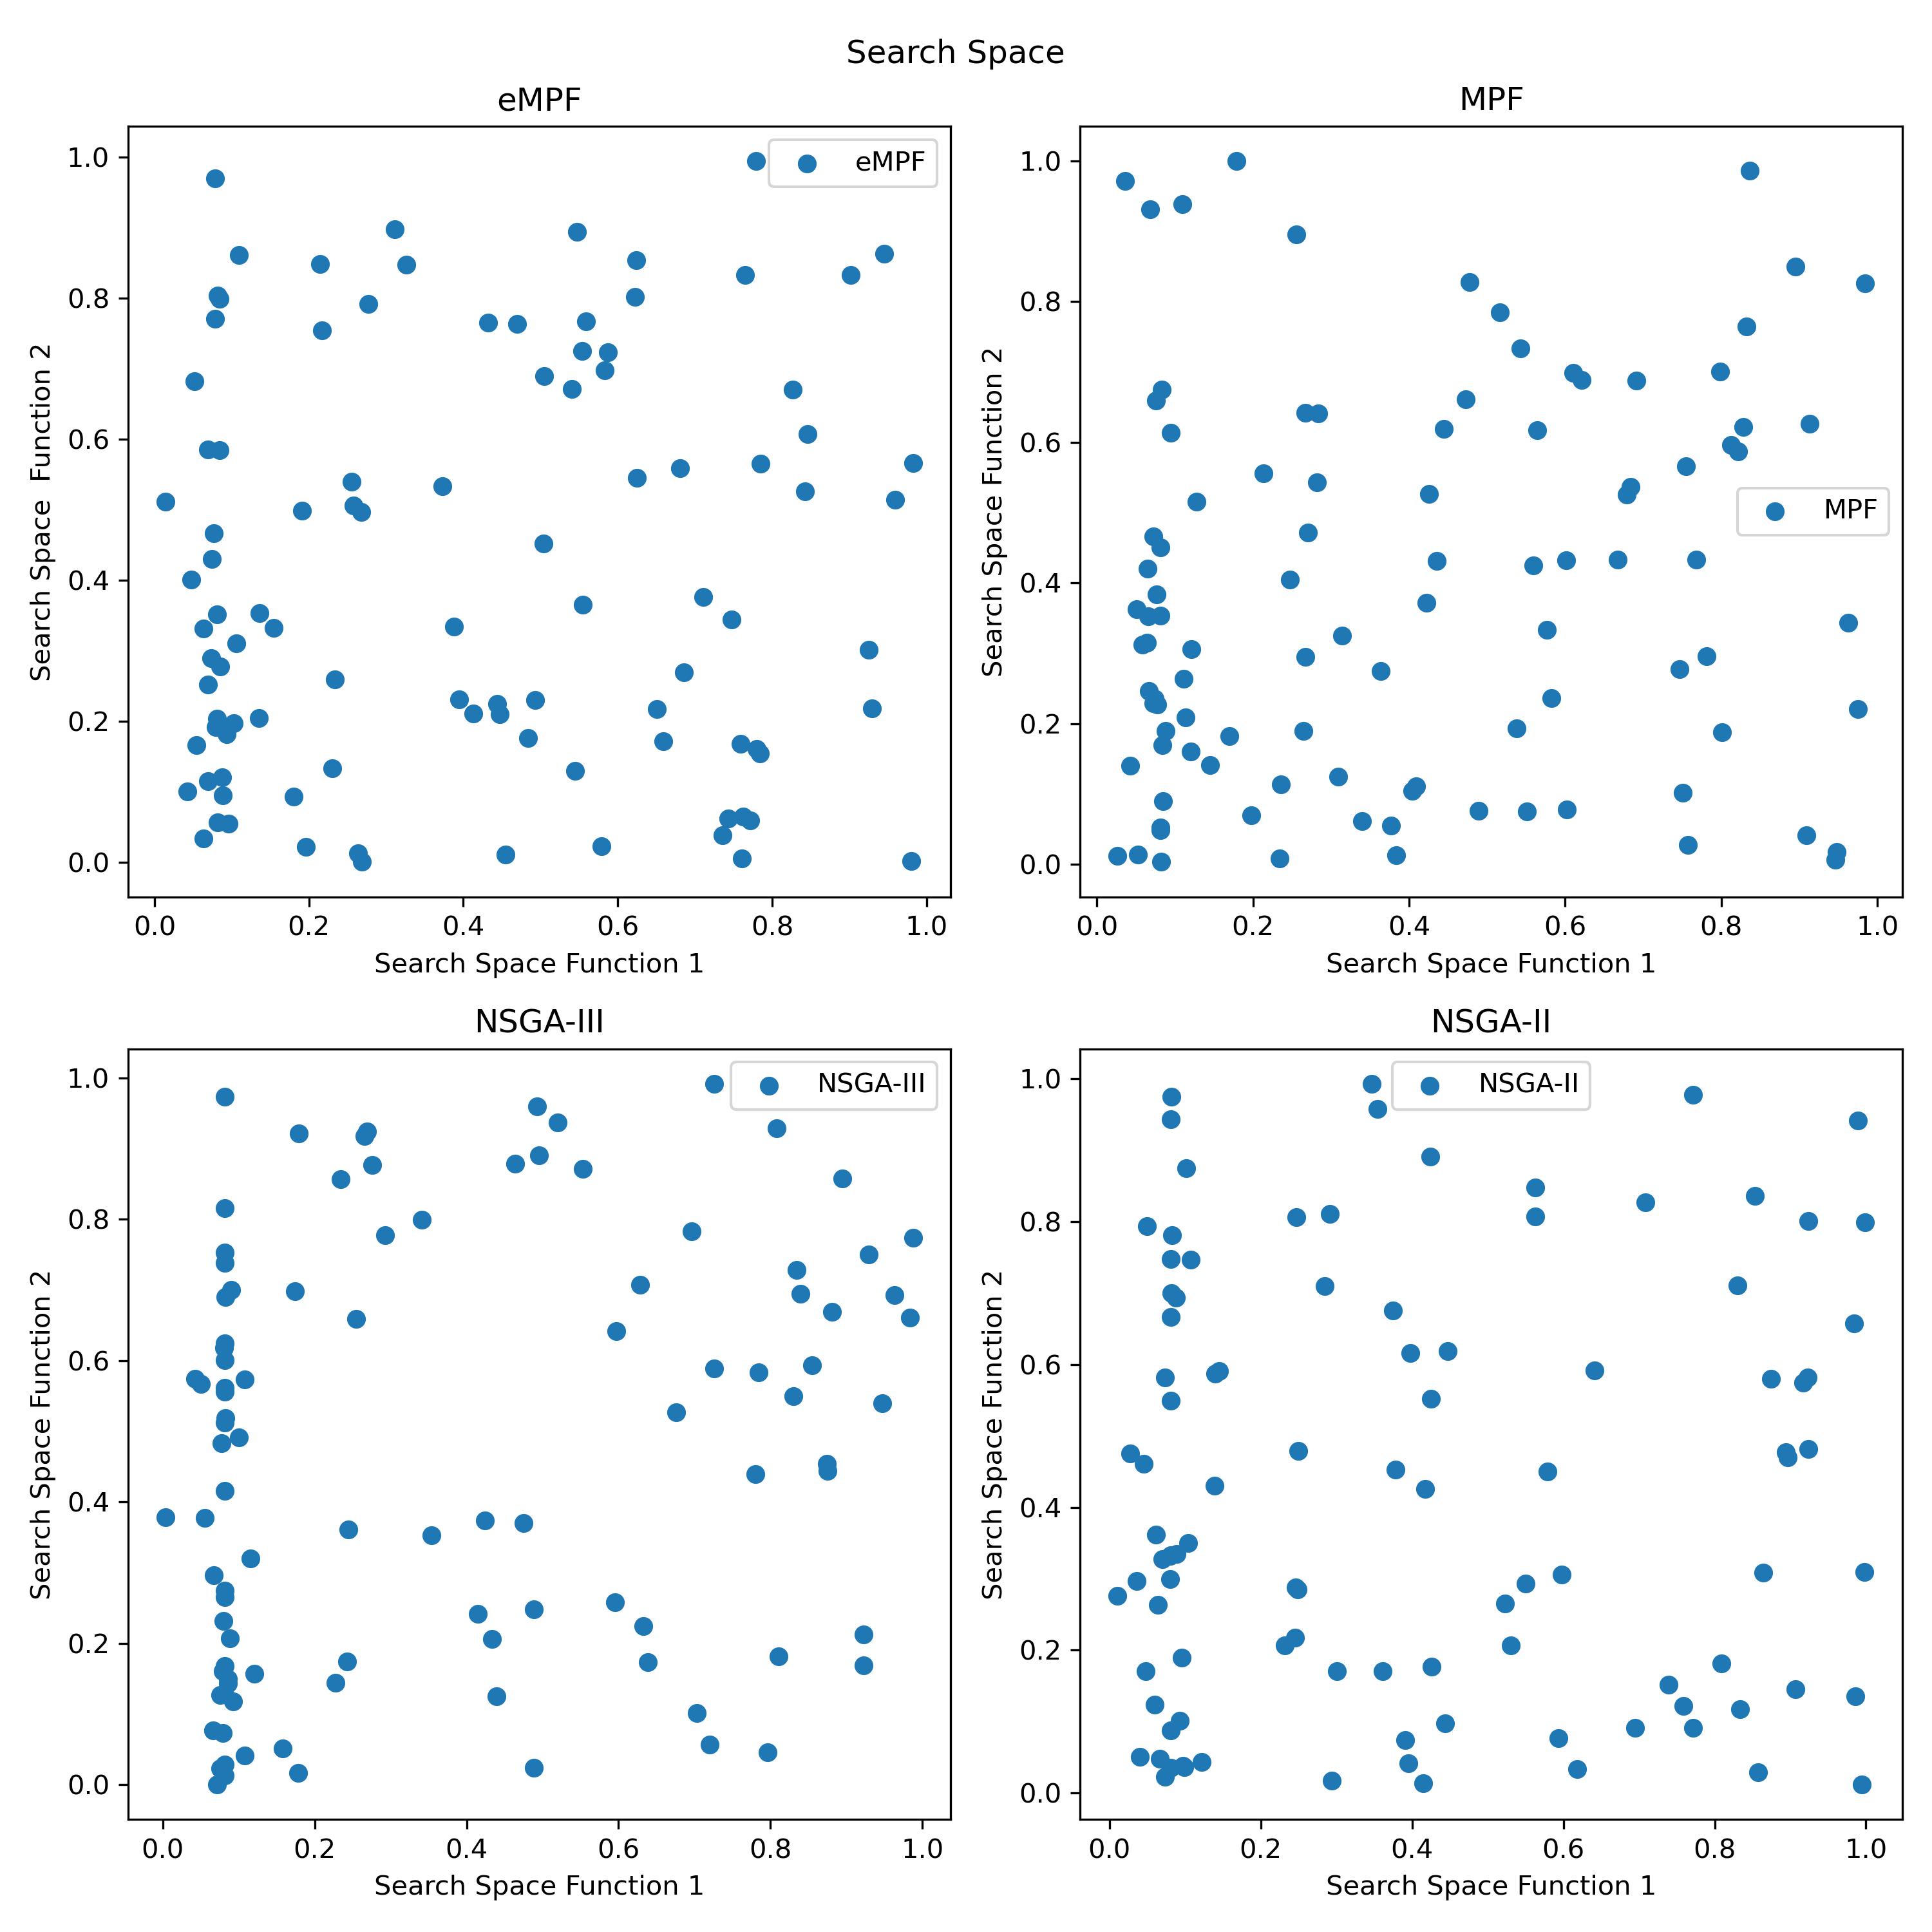 Search Space
eMPF
MPF
eMPF
MPF
Search Space  Function 2
1.0
0.8
0.6
0.4
0.2
0.0
0.0 0.2 0.4 0.6 0.8 1.0
Search Space Function 1
Search Space Function 2
1.0
0.8
0.6
0.4
0.2
0.0
0.0 0.2 0.4 0.6 0.8 1.0
Search Space Function 1
NSGA-III
NSGA-III
Search Space Function 2
1.0
0.8
0.6
0.4
0.2
0.0
0.0 0.2 0.4 0.6 0.8 1.0
Search Space Function 1
NSGA-II
NSGA-II
Search Space Function 2
1.0
0.8
0.6
0.4
0.2
0.0
0.0 0.2 0.4 0.6 0.8 1.0
Search Space Function 1